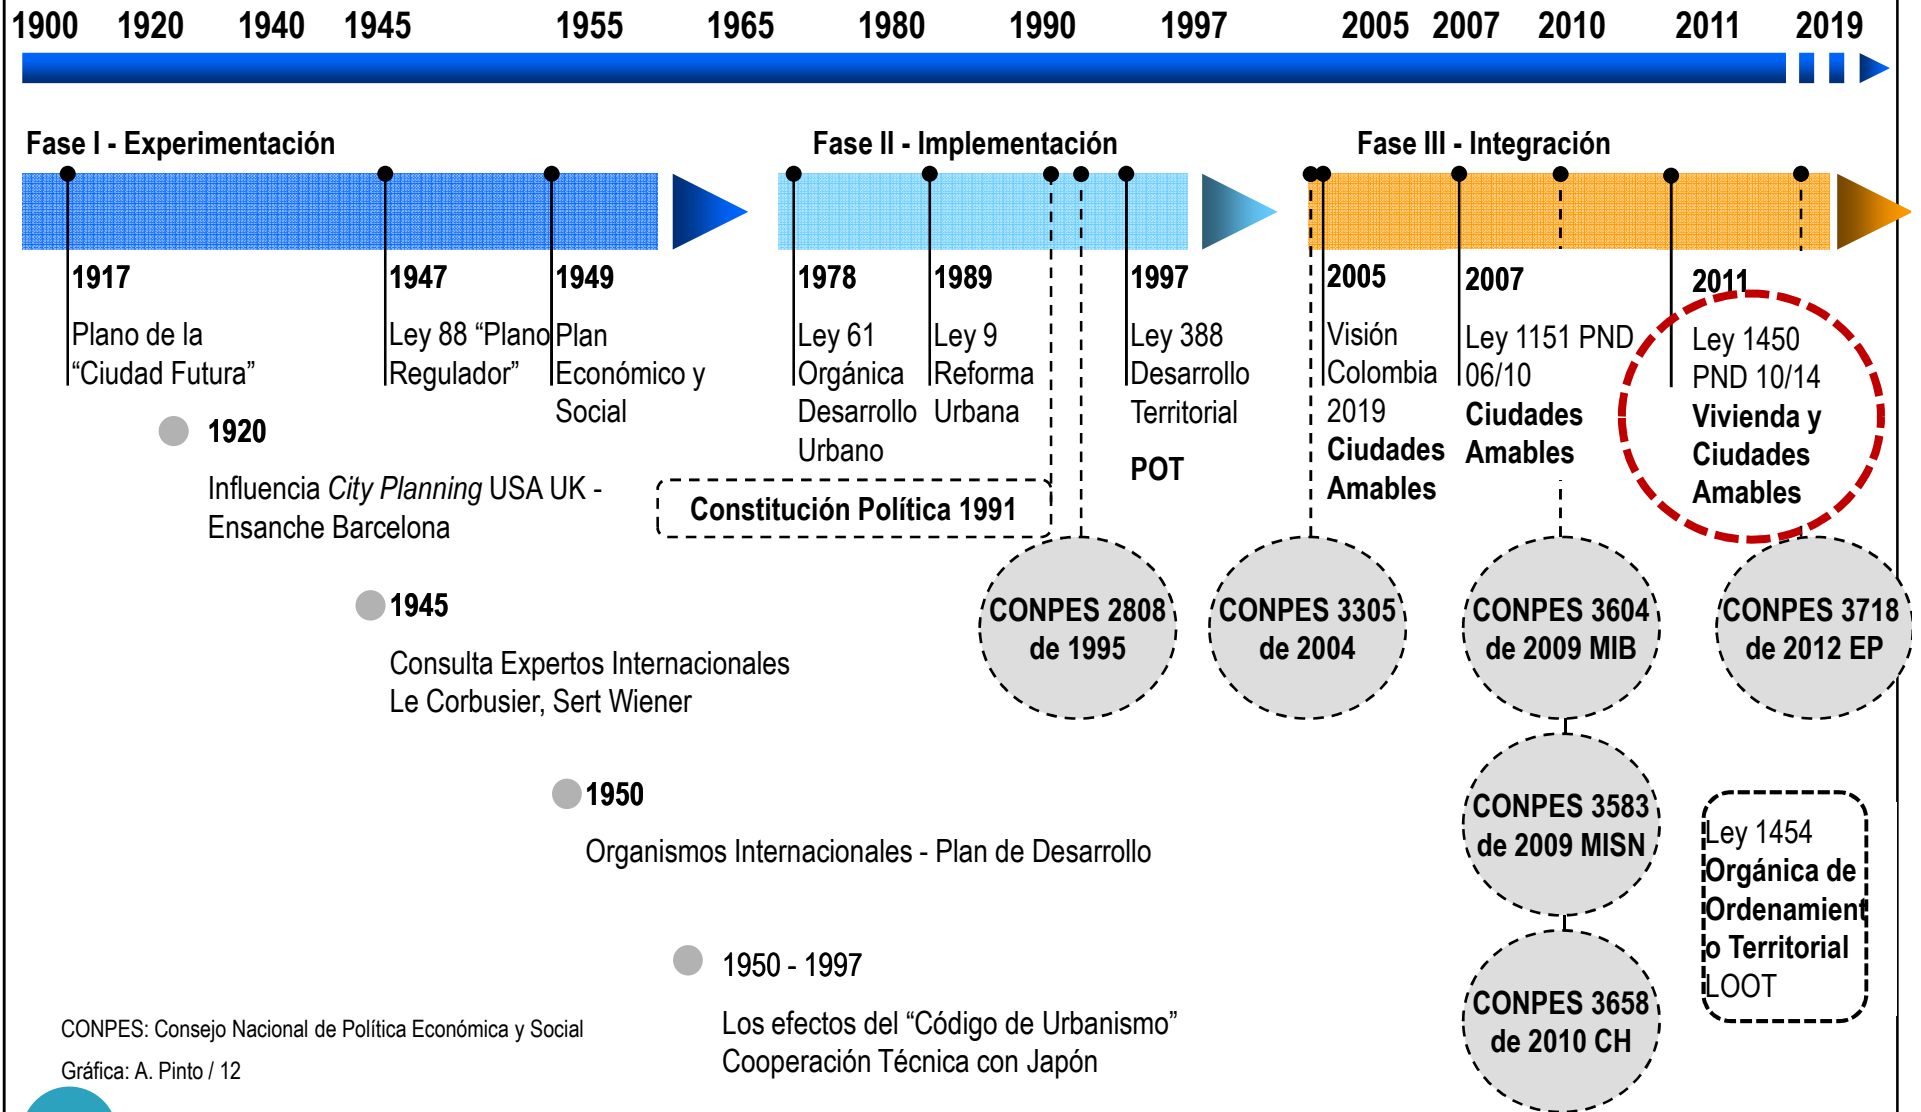 1900 1920 1940 1945 1955 1965 1980 1990 1997 2005 2007 2010 2011 2019
Fase I - Experimentación
Fase II - Implementación
Fase III - Integración
1917
Plano de la
“Ciudad Futura”
1947
Ley 88 “Plano
Regulador”
1949
Plan
Económico y
Social
1978
Ley 61
Orgánica
Desarrollo
Urbano
1989
Ley 9
Reforma
Urbana
1997
Ley 388
Desarrollo
Territorial
POT
2005
Visión
Colombia
2019
Ciudades
Amables
2007
Ley 1151 PND
06/10
Ciudades
Amables
2011
Ley 1450
PND 10/14
Vivienda y
Ciudades
Amables
1920
Influencia City Planning USA UK -
Ensanche Barcelona
Constitución Política 1991
CONPES 2808
de 1995
CONPES 3305
de 2004
CONPES 3604
de 2009 MIB
CONPES 3718
de 2012 EP
1945
Consulta Expertos Internacionales
Le Corbusier, Sert Wiener
1950
Organismos Internacionales - Plan de Desarrollo
CONPES 3583
de 2009 MISN
Ley 1454
Orgánica de
Ordenamient
o Territorial
LOOT
1950 - 1997
Los efectos del “Código de Urbanismo”
Cooperación Técnica con Japón
CONPES 3658
de 2010 CH
CONPES: Consejo Nacional de Política Económica y Social
Gráfica: A. Pinto / 12